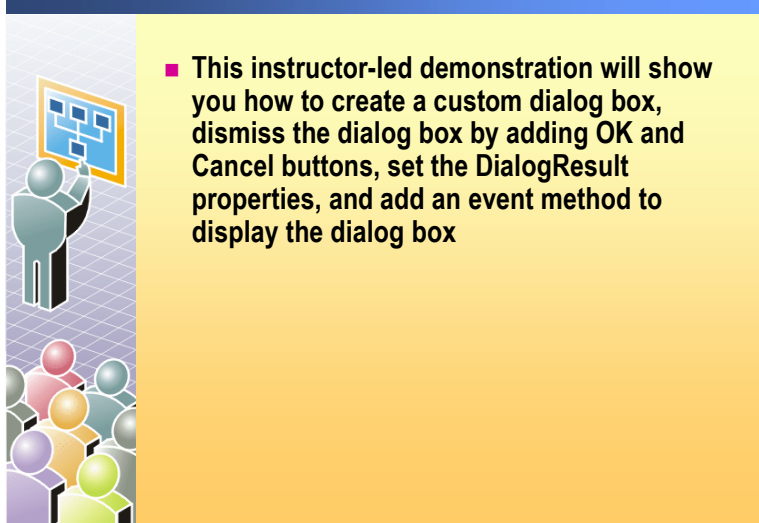 This instructor-led demonstration will show
you how to create a custom dialog box,
dismiss the dialog box by adding OK and
Cancel buttons, set the DialogResult
properties, and add an event method to
display the dialog box